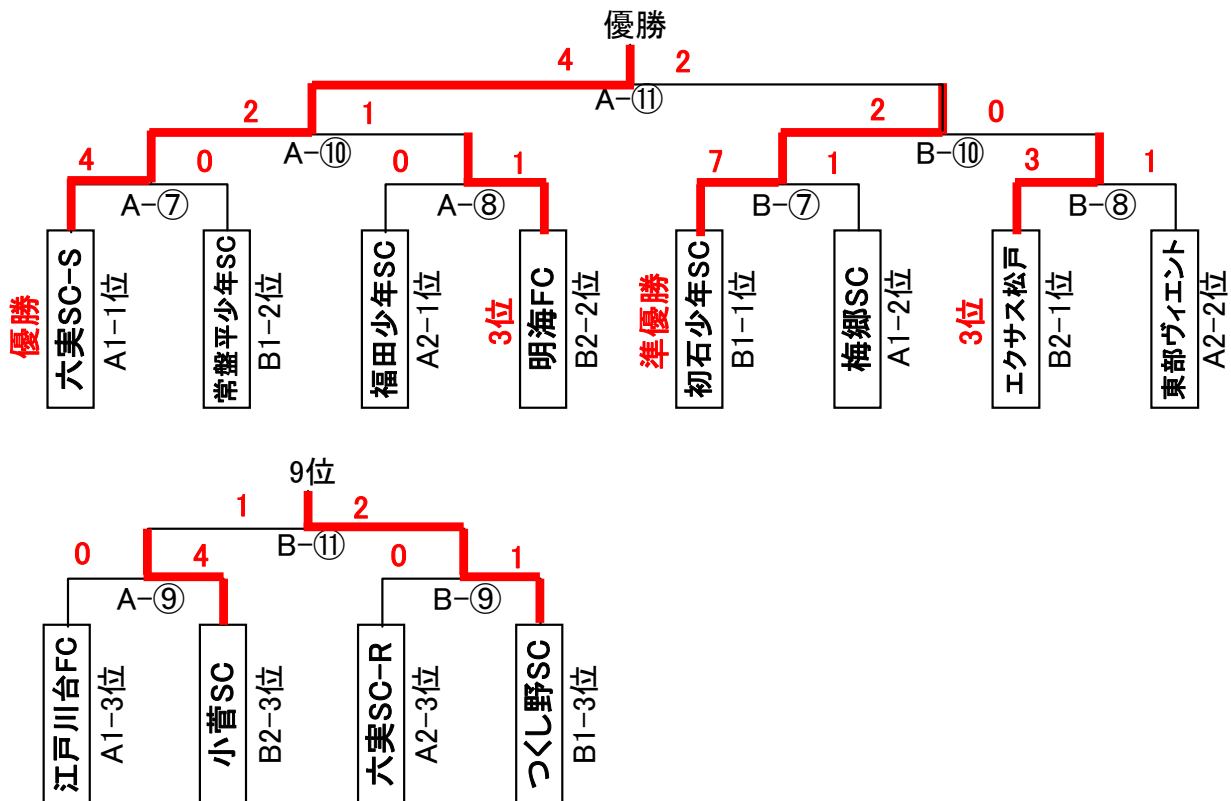 優勝
4 2
A-⑪
2 1 2 0
A-⑩ B-⑩
4 0 0 1 7 1 3 1
A-⑦ A-⑧ B-⑦ B-⑧
優勝
六実SC-S
A1-1位
常盤平少年SC
B1-2位
福田少年SC
A2-1位
3位
明海FC
B2-2位
準優勝
初石少年SC
B1-1位
梅郷SC
A1-2位
3位
エクサス松戸
B2-1位
東部ヴィエント
A2-2位
9位
1 2
B-⑪
0 4 0 1
A-⑨ B-⑨
江戸川台FC
A1-3位
小菅SC
B2-3位
六実SC-R
A2-3位
つくし野SC
B1-3位